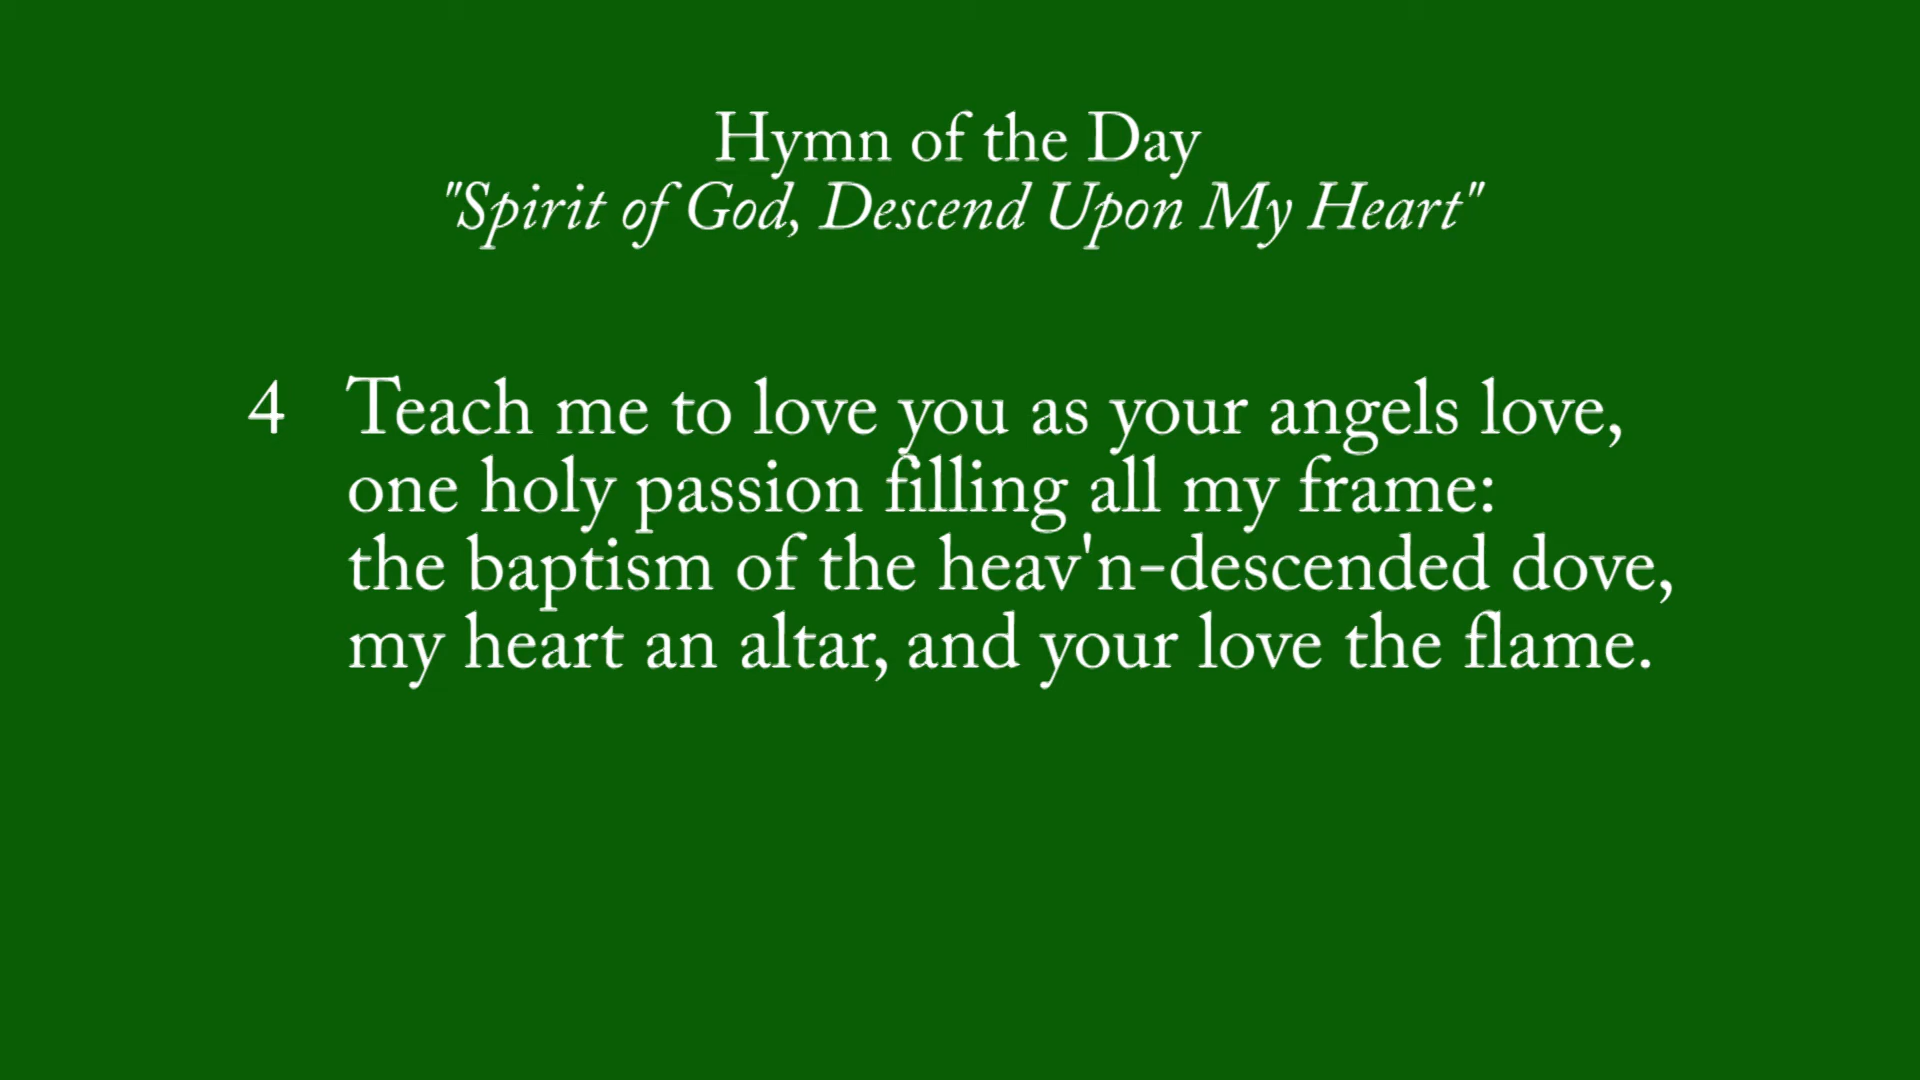 Hymn of the Day
"Spirit of God, Descend Upon My Heart"
4 Teach me to love you as your angels love,
one holy passion filling all my frame:
the baptism of the heav'n-descended dove,
my heart an altar, and your love the flame.